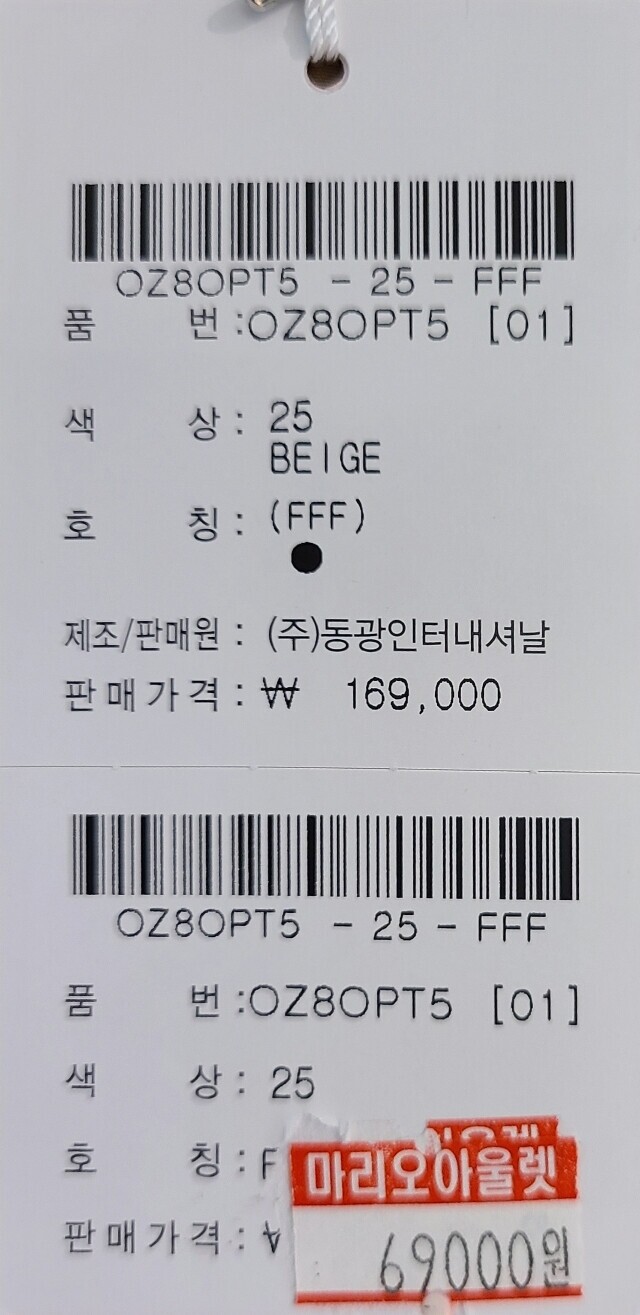 OZ8OPT5 - 25 - FFF
품 번 :OZ8OPT5 [01]
색 상 : 25
BEIGE
호 칭 : (FFF)
제조/판매원 : (주)동광인터내셔날
판매가격 : ₩ 169,000
OZ8OPT5 - 25 - FFF
품 번 :OZ8OPT5 [01]
색 상 : 25
호 칭 : F
마리오아울렛
판매가격 : ₩
69000원